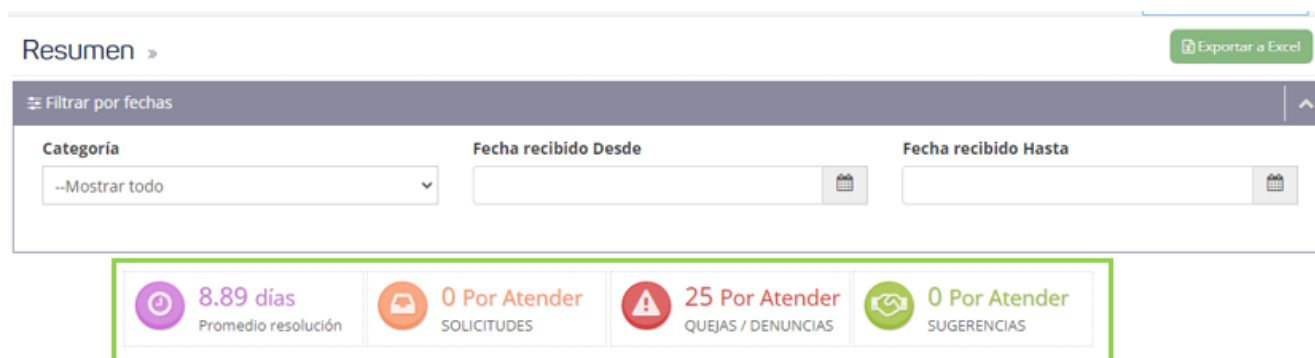 Resumen »
Exportar a Excel
Filtrar por fechas
Categoría
Fecha recibido Desde
Fecha recibido Hasta
--Mostrar todo
8.89 días
Promedio resolución
0 Por Atender
SOLICITUDES
25 Por Atender
QUEJAS / DENUNCIAS
0 Por Atender
SUGERENCIAS